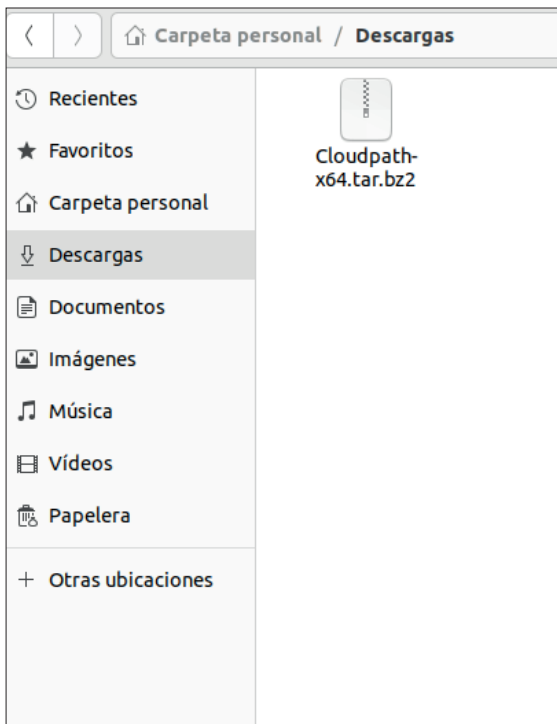 Carpeta personal / Descargas
Recientes
Favoritos
Carpeta personal
Descargas
Documentos
Imágenes
Música
Vídeos
Papelera
+ Otras ubicaciones
Cloudpath-
x64.tar.bz2